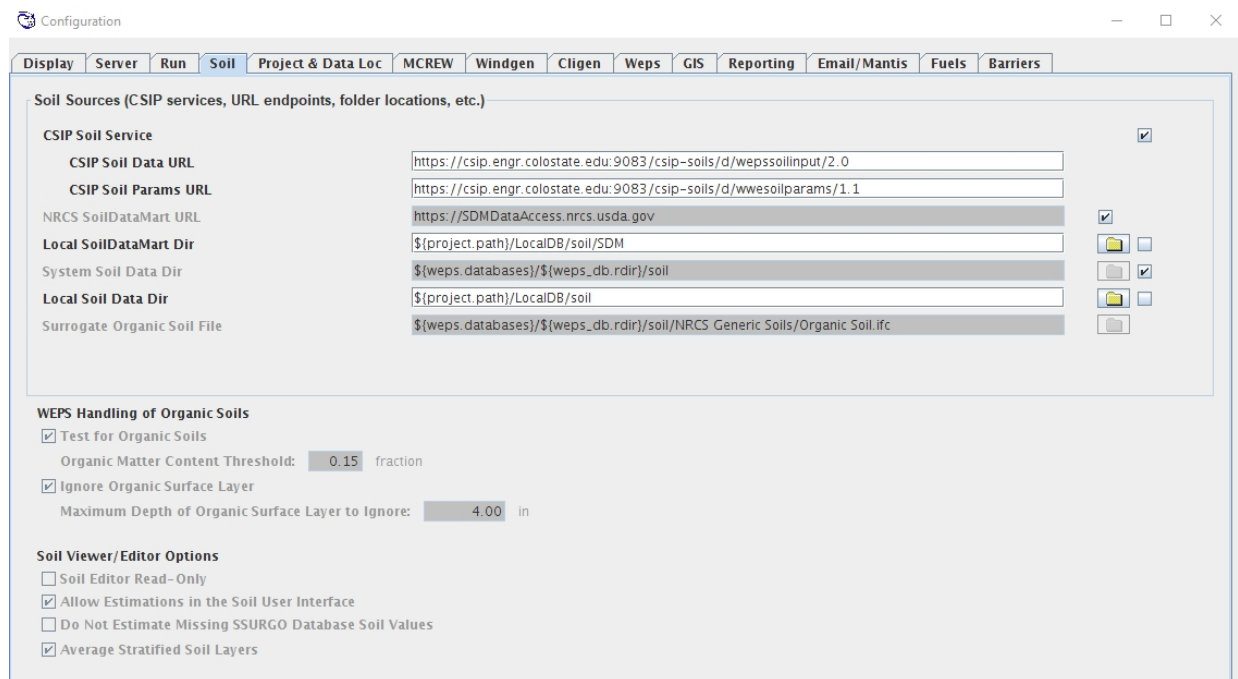 Configuration
Display Server Run Soil Project & Data Loc MCREW Windgen Cligen Weps GIS Reporting Email/Mantis Fuels Barriers
Soil Sources (CSIP services, URL endpoints, folder locations, etc.)
CSIP Soil Service
CSIP Soil Data URL https://csip.engr.colostate.edu:9083/csip-soils/d/wepssoilinput/2.0
CSIP Soil Params URL https://csip.engr.colostate.edu:9083/csip-soils/d/wwesoilparams/1.1
NRCS SoilDataMart URL https://SDMDataAccess.nrcs.usda.gov
Local SoilDataMart Dir ${project.path}/LocalDB/soil/SDM
System Soil Data Dir ${weps.databases}/${weps_db.rdir}/soil
Local Soil Data Dir ${project.path}/LocalDB/soil
Surrogate Organic Soil File ${weps.databases}/${weps_db.rdir}/soil/NRCS Generic Soils/Organic Soil.ifc
WEPS Handling of Organic Soils
Test for Organic Soils
Organic Matter Content Threshold: 0.15 fraction
Ignore Organic Surface Layer
Maximum Depth of Organic Surface Layer to Ignore: 4.00 in
Soil Viewer/Editor Options
Soil Editor Read-Only
Allow Estimations in the Soil User Interface
Do Not Estimate Missing SSURGO Database Soil Values
Average Stratified Soil Layers